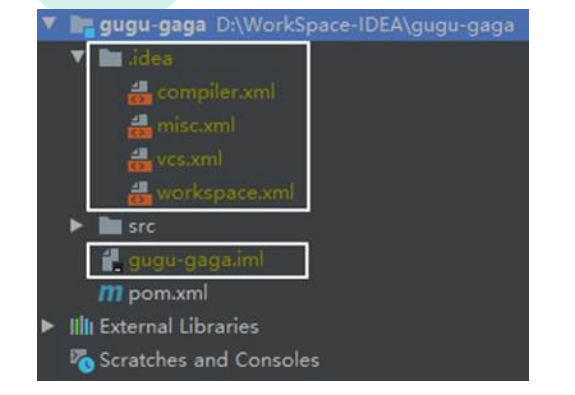 gugu-gaga D:\WorkSpace-IDEA\gugu-gaga
.idea
compiler.xml
misc.xml
vcs.xml
workspace.xml
src
gugu-gaga.iml
m pom.xml
External Libraries
Scratches and Consoles